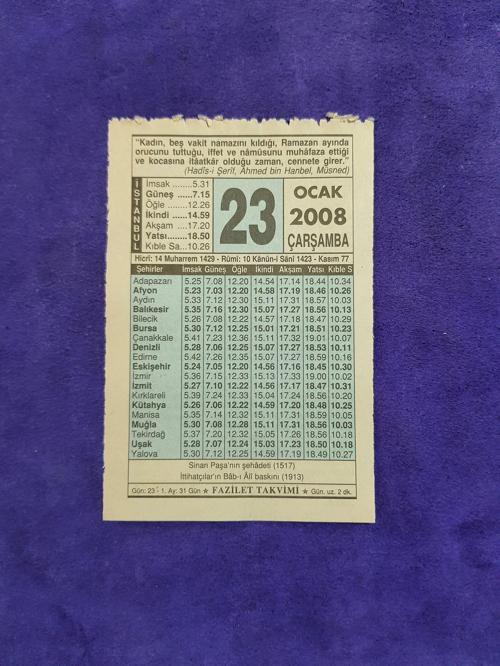 “Kadın, beş vakit namazını kıldığı, Ramazan ayında
orucunu tuttuğu, iffet ve nâmûsunu muhâfaza ettiği
ve kocasına itâatkâr olduğu zaman, cennete girer.”
(Hadîs-i Şerîf, Ahmed bin Hanbel, Müsned)
İSTANBUL
İmsak ........5.31
Güneş ......7.15
Öğle ........12.26
İkindi ......14.59
Akşam .....17.20
Yatsı........18.50
Kıble Sa...10.26
23
OCAK
2008
ÇARŞAMBA
Hicrî: 14 Muharrem 1429 - Rûmî: 10 Kânûn-i Sânî 1423 - Kasım 77
Şehirler İmsak Güneş Öğle İkindi Akşam Yatsı Kıble S
Adapazarı 5.25 7.08 12.20 14.54 17.14 18.44 10.34
Afyon 5.23 7.03 12.20 14.58 17.19 18.46 10.26
Aydın 5.33 7.12 12.30 15.11 17.31 18.57 10.03
Balıkesir 5.35 7.16 12.30 15.07 17.27 18.56 10.13
Bilecik 5.26 7.08 12.22 14.57 17.18 18.47 10.29
Bursa 5.30 7.12 12.25 15.01 17.21 18.51 10.23
Çanakkale 5.41 7.23 12.36 15.11 17.32 19.01 10.07
Denizli 5.28 7.06 12.25 15.07 17.27 18.53 10.11
Edirne 5.42 7.26 12.35 15.07 17.27 18.59 10.16
Eskişehir 5.24 7.05 12.20 14.56 17.16 18.45 10.30
İzmir 5.36 7.15 12.33 15.13 17.33 19.00 10.02
İzmit 5.27 7.10 12.22 14.56 17.17 18.47 10.31
Kırklareli 5.39 7.24 12.33 15.04 17.24 18.56 10.20
Kütahya 5.26 7.06 12.22 14.59 17.20 18.48 10.25
Manisa 5.35 7.14 12.32 15.11 17.31 18.59 10.05
Muğla 5.30 7.08 12.28 15.11 17.31 18.56 10.03
Tekirdağ 5.37 7.20 12.32 15.05 17.26 18.56 10.18
Uşak 5.28 7.07 12.24 15.03 17.23 18.50 10.18
Yalova 5.30 7.12 12.25 14.59 17.19 18.49 10.27
Sinan Paşa'nın şehâdeti (1517)
İttihatçılar'ın Bâb-ı Âlî baskını (1913)
Gün: 23 - 1. Ay: 31 Gün ★ FAZİLET TAKVİMİ ★ Gün. uz. 2 dk.